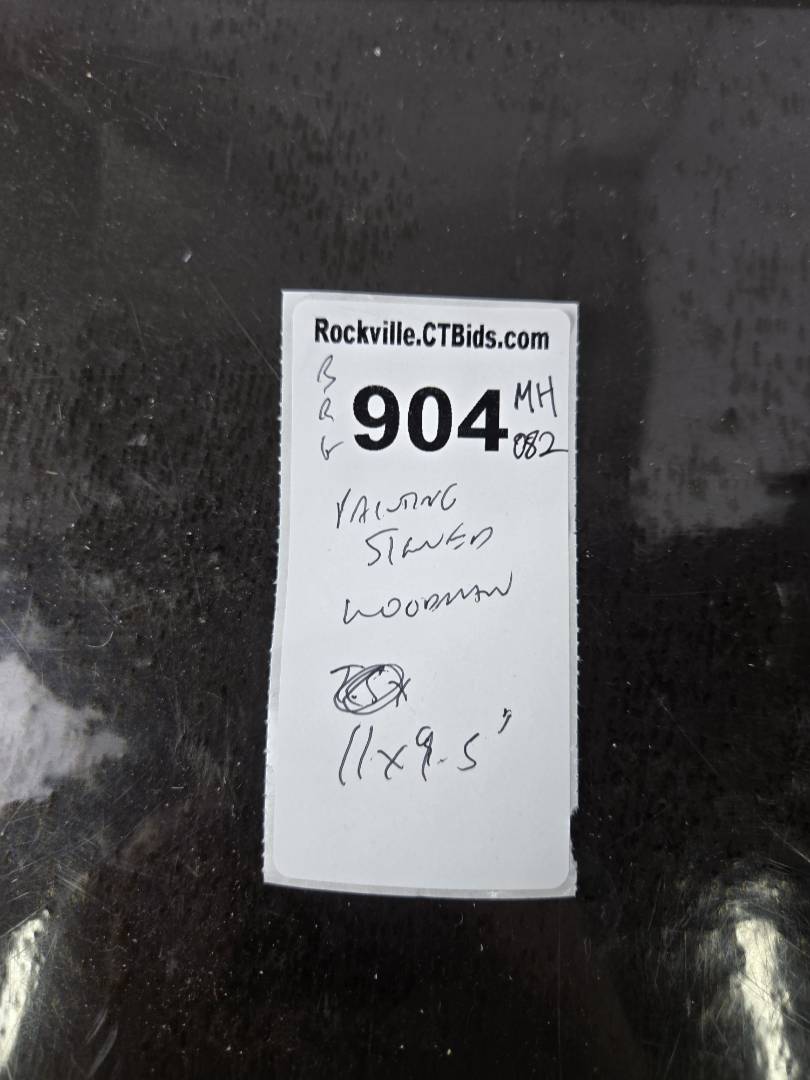 Rockville.CTBids.com
B
R
G
904
MH
082
PAINTING
SIGNED
WOODMAN
11x9.5"